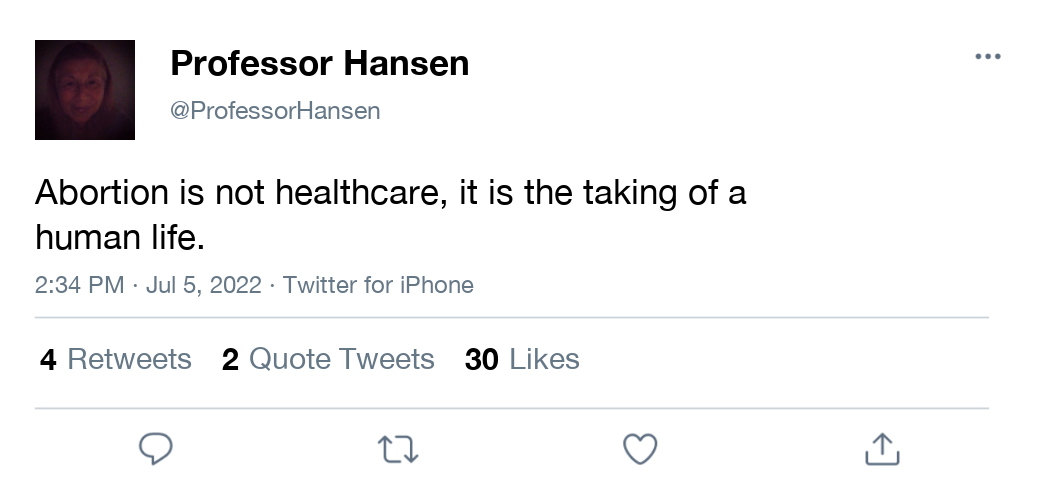 Professor Hansen
@ProfessorHansen
Abortion is not healthcare, it is the taking of a
human life.
2:34 PM · Jul 5, 2022 · Twitter for iPhone
4 Retweets 2 Quote Tweets 30 Likes